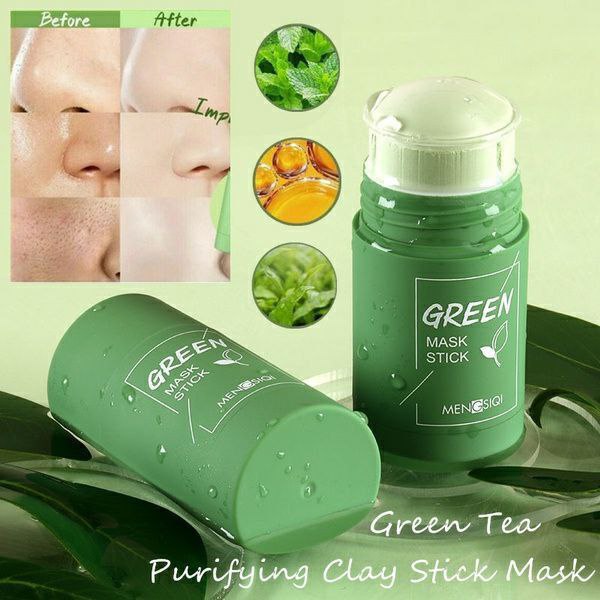 Before
After
Imp
GREEN
MASK
STICK
MENGSIQI
GREEN
MASK
STICK
MENGSIQI
Green Tea
Purifying Clay Stick Mask